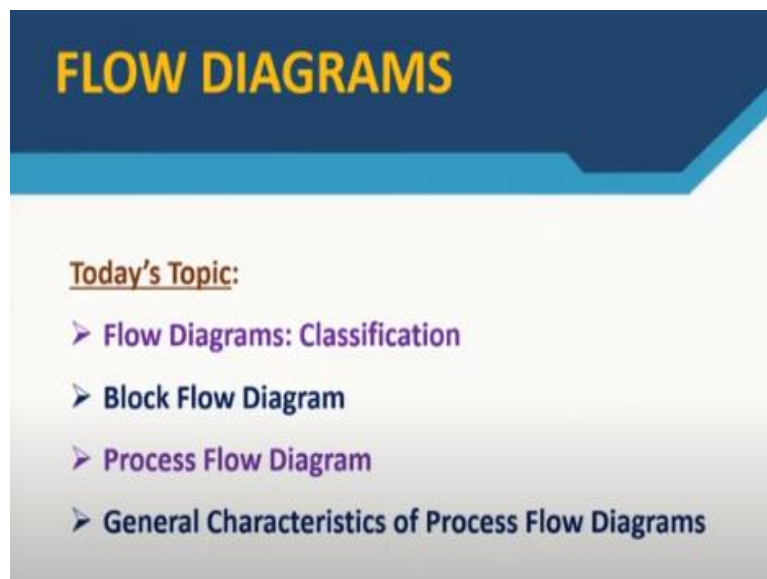 FLOW DIAGRAMS
Today's Topic:
➢ Flow Diagrams: Classification
➢ Block Flow Diagram
➢ Process Flow Diagram
➢ General Characteristics of Process Flow Diagrams